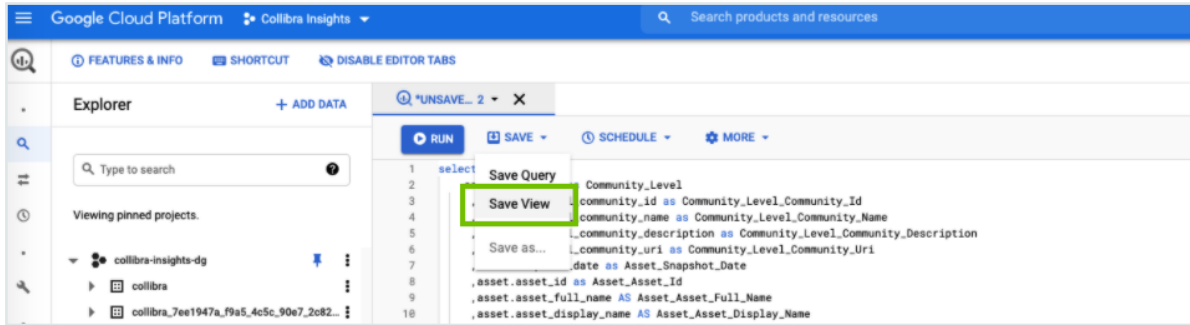 Google Cloud Platform Collibra Insights Search products and resources
FEATURES & INFO SHORTCUT DISABLE EDITOR TABS
Explorer + ADD DATA
Type to search
Viewing pinned projects.
collibra-insights-dg
collibra
collibra_7ee1947a_f9a5_4c5c_90e7_2c82...
*UNSAVE... 2
RUN SAVE SCHEDULE MORE
Save Query
Save View
Save as...
1 select
2 as Community_Level
3 community_id as Community_Level_Community_Id
4 community_name as Community_Level_Community_Name
5 community_description as Community_Level_Community_Description
6 community_uri as Community_Level_Community_Uri
7 _date as Asset_Snapshot_Date
8 ,asset.asset_id as Asset_Asset_Id
9 ,asset.asset_full_name AS Asset_Asset_Full_Name
10 ,asset.asset_display_name AS Asset_Asset_Display_Name